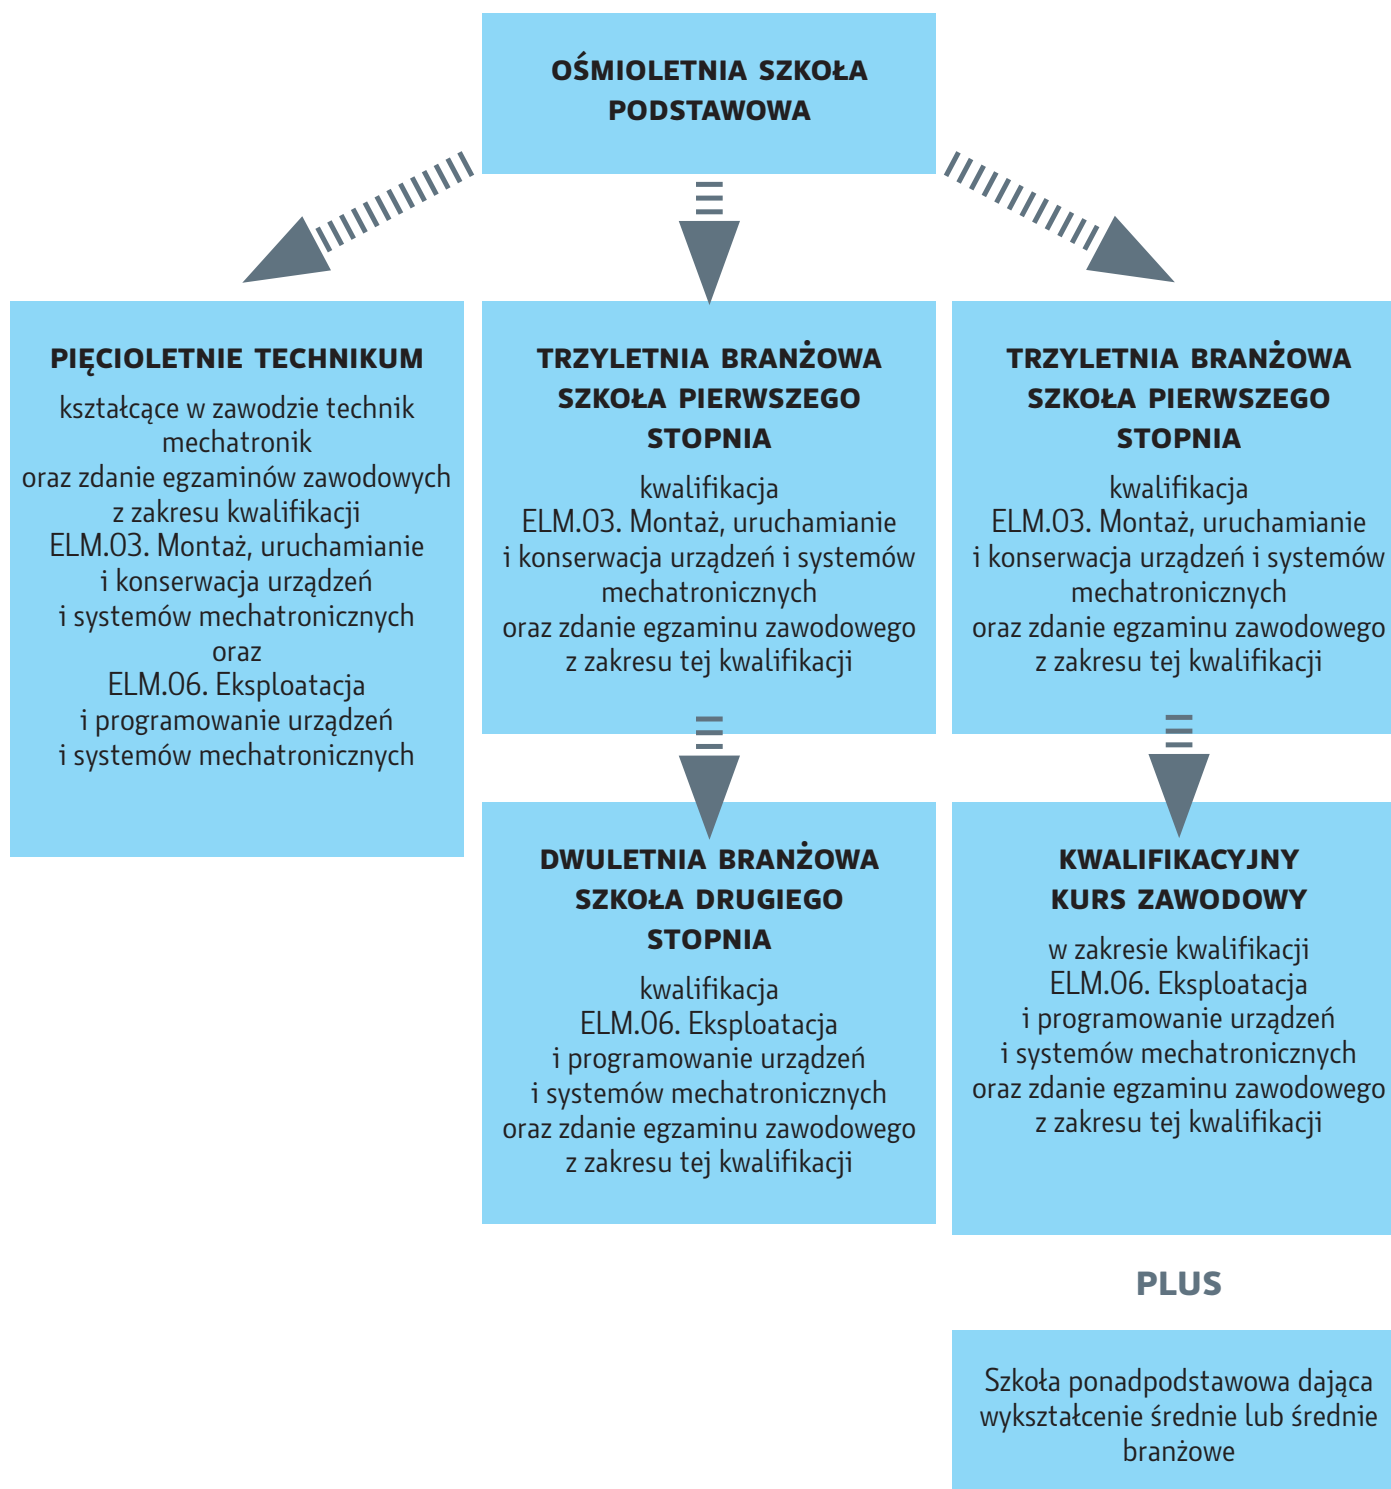 OŚMIOLETNIA SZKOŁA
PODSTAWOWA
PIĘCIOLETNIE TECHNIKUM
kształcące w zawodzie technik
mechatronik
oraz zdanie egzaminów zawodowych
z zakresu kwalifikacji
ELM.03. Montaż, uruchamianie
i konserwacja urządzeń
i systemów mechatronicznych
oraz
ELM.06. Eksploatacja
i programowanie urządzeń
i systemów mechatronicznych
TRZYLETNIA BRANŻOWA
SZKOŁA PIERWSZEGO
STOPNIA
kwalifikacja
ELM.03. Montaż, uruchamianie
i konserwacja urządzeń i systemów
mechatronicznych
oraz zdanie egzaminu zawodowego
z zakresu tej kwalifikacji
DWULETNIA BRANŻOWA
SZKOŁA DRUGIEGO
STOPNIA
kwalifikacja
ELM.06. Eksploatacja
i programowanie urządzeń
i systemów mechatronicznych
oraz zdanie egzaminu zawodowego
z zakresu tej kwalifikacji
TRZYLETNIA BRANŻOWA
SZKOŁA PIERWSZEGO
STOPNIA
kwalifikacja
ELM.03. Montaż, uruchamianie
i konserwacja urządzeń i systemów
mechatronicznych
oraz zdanie egzaminu zawodowego
z zakresu tej kwalifikacji
KWALIFIKACYJNY
KURS ZAWODOWY
w zakresie kwalifikacji
ELM.06. Eksploatacja
i programowanie urządzeń
i systemów mechatronicznych
oraz zdanie egzaminu zawodowego
z zakresu tej kwalifikacji
PLUS
Szkoła ponadpodstawowa dająca
wykształcenie średnie lub średnie
branżowe